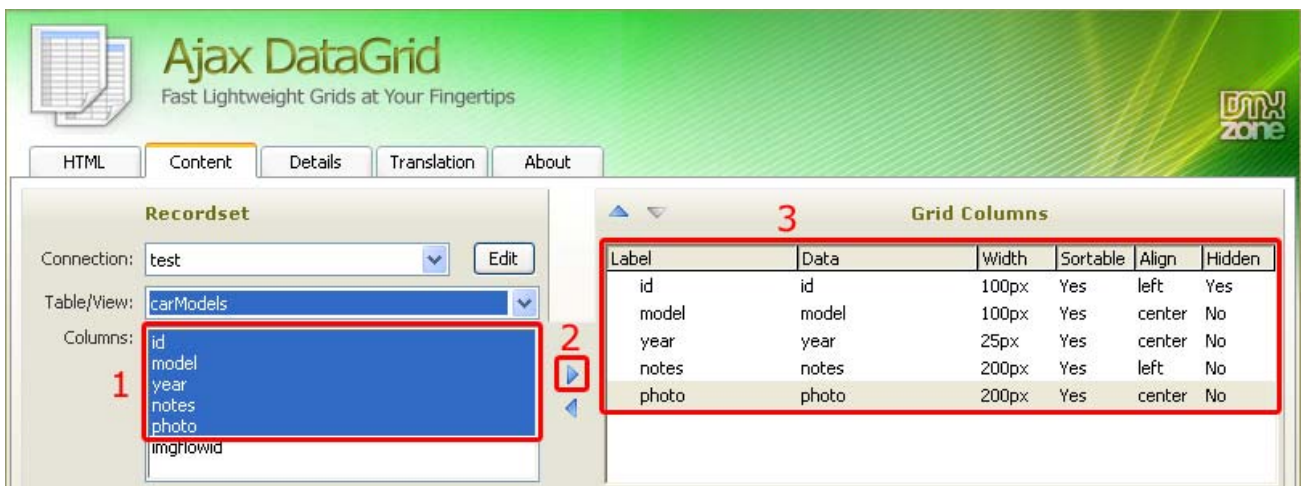 Ajax DataGrid
Fast Lightweight Grids at Your Fingertips
DMX
zone
HTML Content Details Translation About
Recordset
Connection: test Edit
Table/View: carModels
Columns: id
model
year
notes
photo
imgflowid
1
2
3
Grid Columns
Label Data Width Sortable Align Hidden
id id 100px Yes left Yes
model model 100px Yes center No
year year 25px Yes center No
notes notes 200px Yes left No
photo photo 200px Yes center No